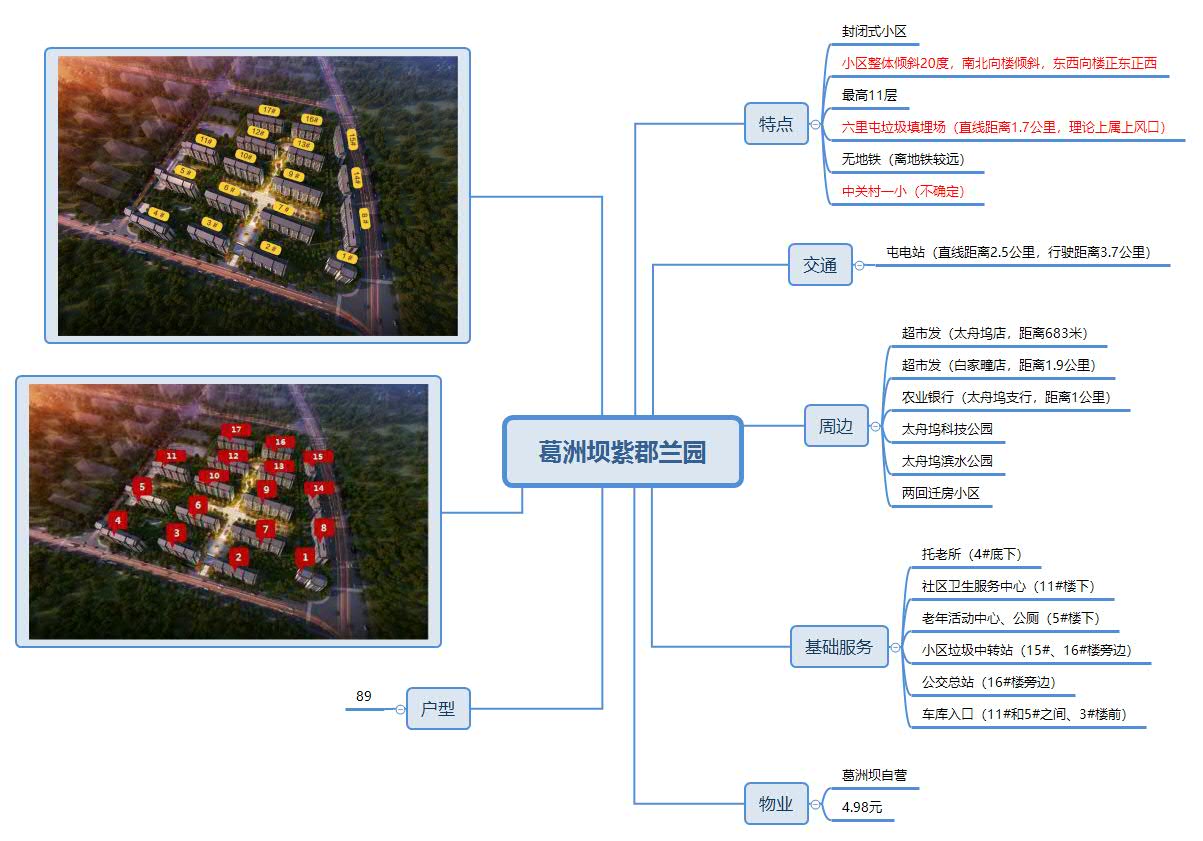 葛洲坝紫郡兰园
特点
封闭式小区
小区整体倾斜20度，南北向楼倾斜，东西向楼正东正西
最高11层
六里屯垃圾填埋场（直线距离1.7公里，理论上属上风口）
无地铁（离地铁较远）
中关村一小（不确定）
交通
屯电站（直线距离2.5公里，行驶距离3.7公里）
周边
超市发（太舟坞店，距离683米）
超市发（白家疃店，距离1.9公里）
农业银行（太舟坞支行，距离1公里）
太舟坞科技公园
太舟坞滨水公园
两回迁房小区
基础服务
托老所（4#底下）
社区卫生服务中心（11#楼下）
老年活动中心、公厕（5#楼下）
小区垃圾中转站（15#、16#楼旁边）
公交总站（16#楼旁边）
车库入口（11#和5#之间、3#楼前）
物业
葛洲坝自营
4.98元
户型
89
17#
16#
15#
12#
13#
11#
10#
9#
14#
5#
6#
7#
8#
4#
3#
2#
1#
17
16
15
12
11
13
10
9
14
5
6
4
3
7
8
2
1